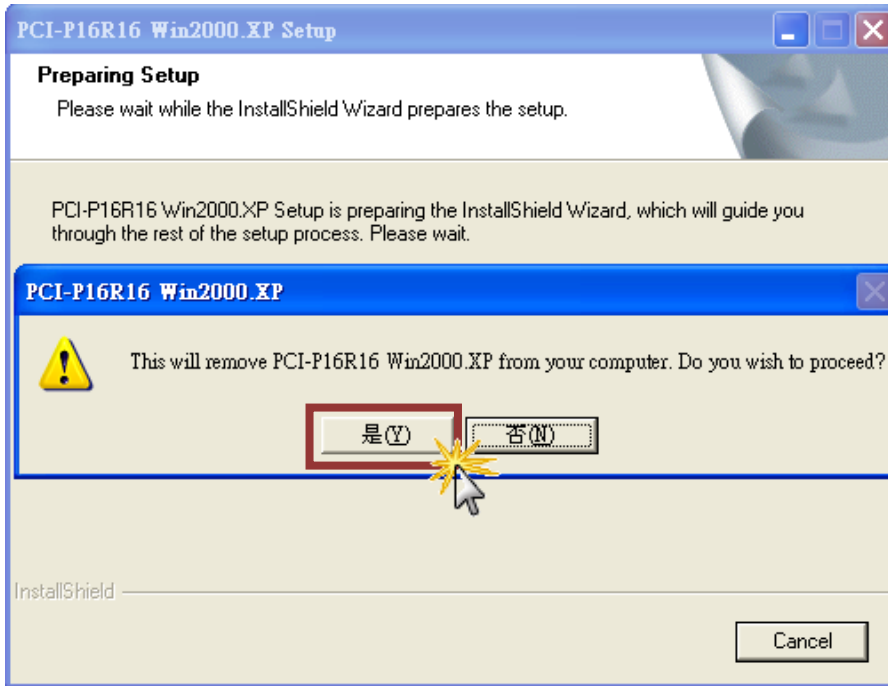 PCI-P16R16 Win2000.XP Setup
Preparing Setup
Please wait while the InstallShield Wizard prepares the setup.
PCI-P16R16 Win2000.XP Setup is preparing the InstallShield Wizard, which will guide you
through the rest of the setup process. Please wait.
PCI-P16R16 Win2000.XP
This will remove PCI-P16R16 Win2000.XP from your computer. Do you wish to proceed?
是(Y) 否(N)
InstallShield
Cancel